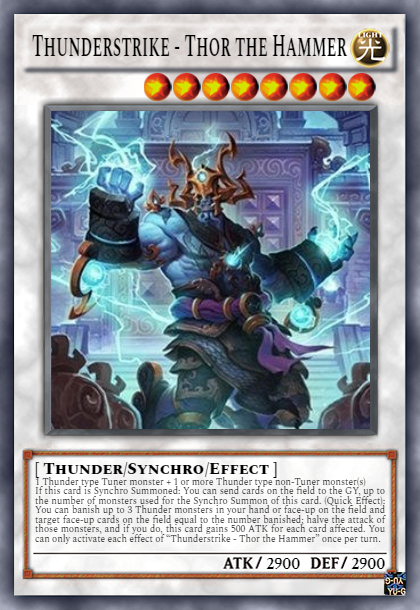 THUNDERSTRIKE - THOR THE HAMMER
LIGHT
光
[ THUNDER/SYNCHRO/EFFECT ]
1 Thunder type Tuner monster + 1 or more Thunder type non-Tuner monster(s)
If this card is Synchro Summoned: You can send cards on the field to the GY, up to
the number of monsters used for the Synchro Summon of this card. (Quick Effect):
You can banish up to 3 Thunder monsters in your hand or face-up on the field and
target face-up cards on the field equal to the number banished; halve the attack
of those monsters, and if you do, this card gains 500 ATK for each card affected. You
can only activate each effect of "Thunderstrike - Thor the Hammer" once per turn.
ATK / 2900 DEF / 2900
YU-G